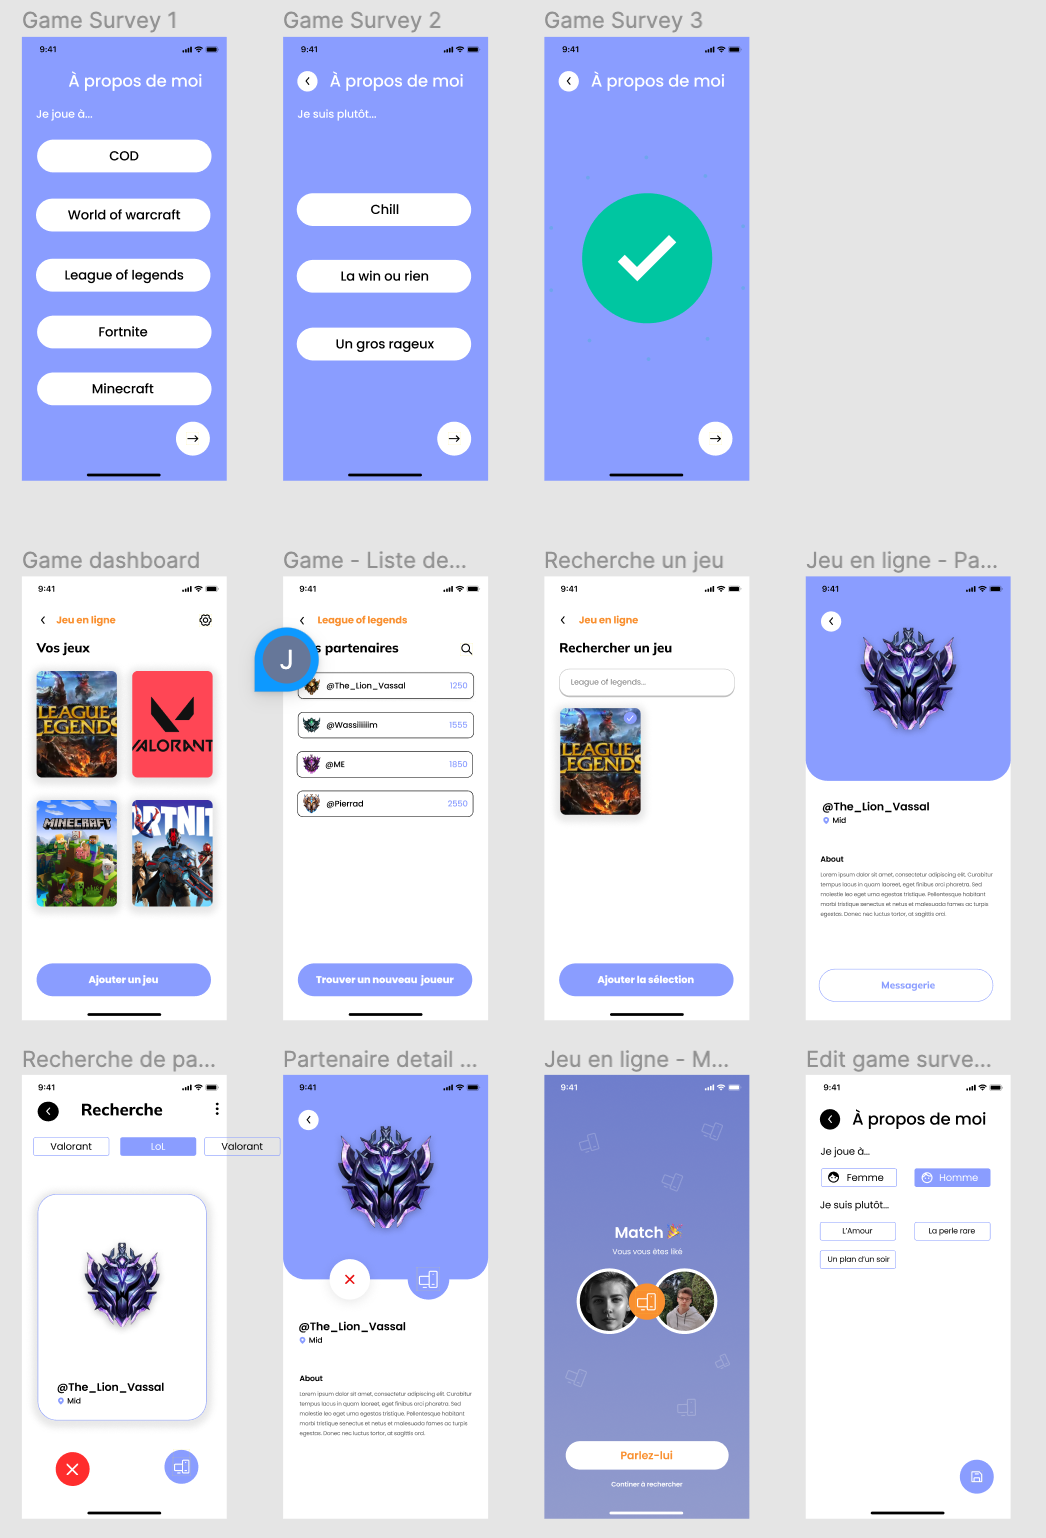 Game Survey 1
9:41
À propos de moi
Je joue à...
COD
World of warcraft
League of legends
Fortnite
Minecraft
Game Survey 2
9:41
À propos de moi
Je suis plutôt...
Chill
La win ou rien
Un gros rageux
Game Survey 3
9:41
À propos de moi
Game dashboard
9:41
Jeu en ligne
Vos jeux
LEAGUE
LEGENDS
VALORANT
MINECRAFT
ORTNIT
Ajouter un jeu
Game - Liste de...
9:41
League of legends
J
s partenaires
@The_Lion_Vassal
1250
@Wassiiiiiim
1555
@ME
1850
@Pierrad
2550
Trouver un nouveau joueur
Recherche un jeu
9:41
Jeu en ligne
Rechercher un jeu
League of legends...
LEAGUE
LEGENDS
Ajouter la sélection
Jeu en ligne - Pa...
9:41
@The_Lion_Vassal
Mid
About
Lorem ipsum dolor sit amet, consectetur adipiscing elit. Curabitur
tempus lacus in quam laoreet, eget finibus orci pharetra. Sed
molestie leo eget urna egestas tristique. Pellentesque habitant
morbi tristique senectus et netus et malesuada fames ac turpis
egestas. Donec nec luctus tortor, at sagittis orci.
Messagerie
Recherche de pa...
9:41
Recherche
Valorant
LoL
Valorant
@The_Lion_Vassal
Mid
Partenaire detail ...
9:41
@The_Lion_Vassal
Mid
About
Lorem ipsum dolor sit amet, consectetur adipiscing elit. Curabitur
tempus lacus in quam laoreet, eget finibus orci pharetra. Sed
molestie leo eget urna egestas tristique. Pellentesque habitant
morbi tristique senectus et netus et malesuada fames ac turpis
egestas. Donec nec luctus tortor, at sagittis orci.
Jeu en ligne - M...
9:41
Match 🎉
Vous vous êtes liké
Parlez-lui
Continer à rechercher
Edit game surve...
9:41
À propos de moi
Je joue à...
Femme
Homme
Je suis plutôt...
L'Amour
La perle rare
Un plan d'un soir